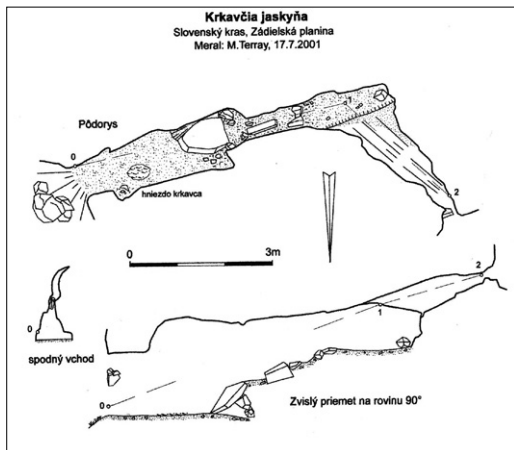 Krkavčia jaskyňa
Slovenský kras, Zádielská planina
Meral: M.Terray, 17.7.2001
Pôdorys
0
1
hniezdo krkavca
2
0
3m
2
1
0
spodný vchod
0
Zvislý priemet na rovinu 90°